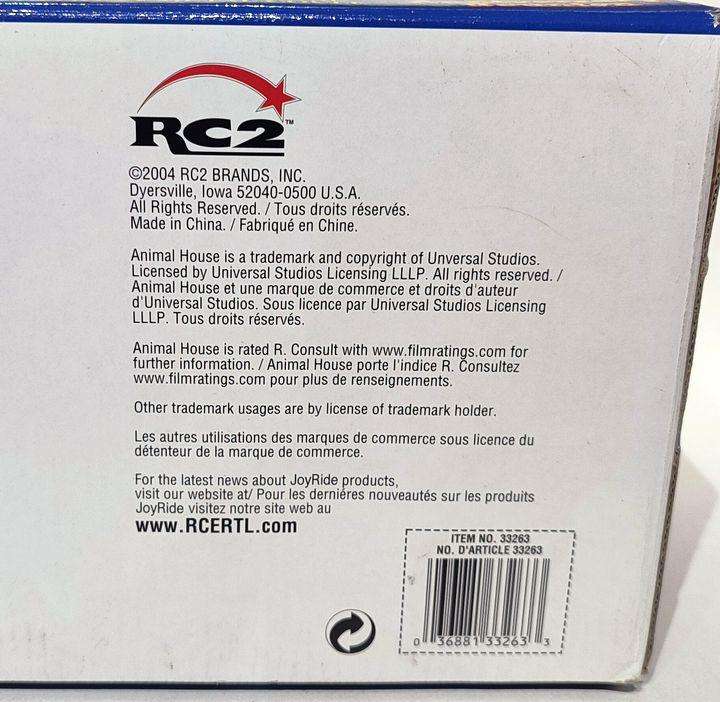 RC2™
©2004 RC2 BRANDS, INC.
Dyersville, Iowa 52040-0500 U.S.A.
All Rights Reserved. / Tous droits réservés.
Made in China. / Fabriqué en Chine.
Animal House is a trademark and copyright of Unversal Studios.
Licensed by Universal Studios Licensing LLLP. All rights reserved. /
Animal House et une marque de commerce et droits d'auteur
d'Universal Studios. Sous licence par Universal Studios Licensing
LLLP. Tous droits réservés.
Animal House is rated R. Consult with www.filmratings.com for
further information. / Animal House porte l'indice R. Consultez
www.filmratings.com pour plus de renseignements.
Other trademark usages are by license of trademark holder.
Les autres utilisations des marques de commerce sous licence du
détenteur de la marque de commerce.
For the latest news about JoyRide products,
visit our website at/ Pour les dernières nouveautés sur les produits
JoyRide visitez notre site web au
www.RCERTL.com
ITEM NO. 33263
NO. D'ARTICLE 33263
0 36881 33263 3